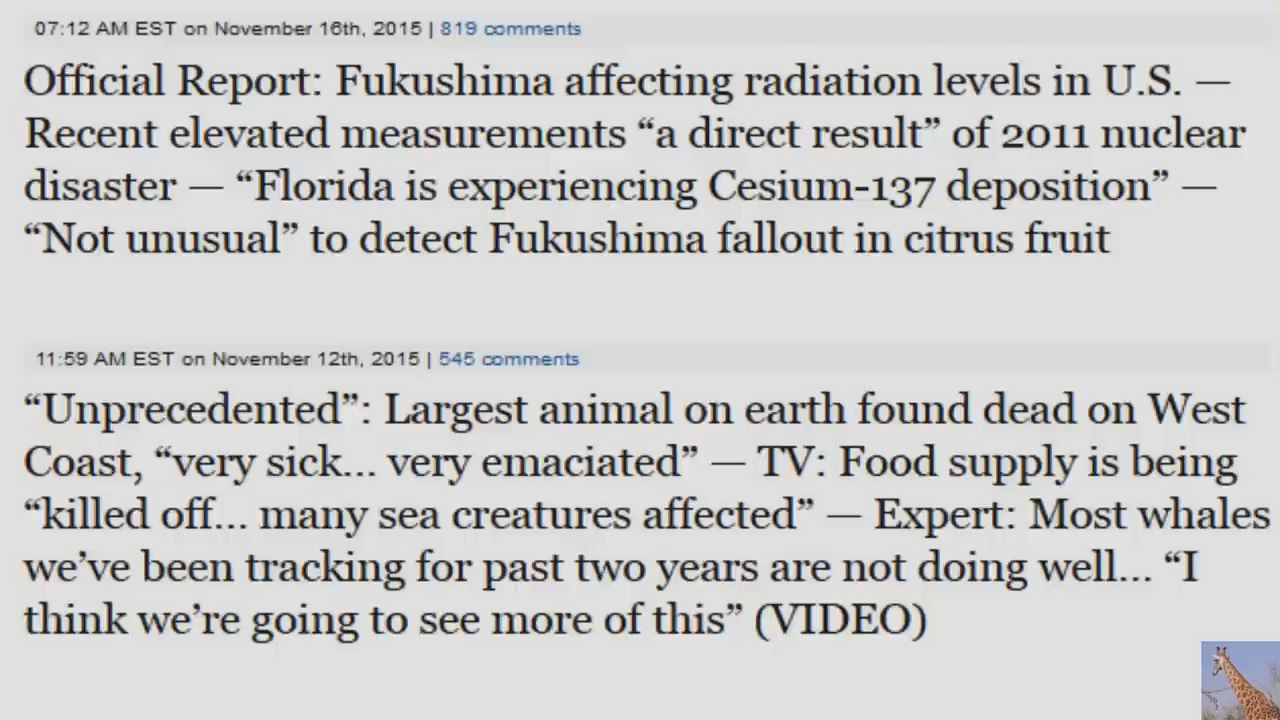 07:12 AM EST on November 16th, 2015 | 819 comments
Official Report: Fukushima affecting radiation levels in U.S. —
Recent elevated measurements “a direct result” of 2011 nuclear
disaster — “Florida is experiencing Cesium-137 deposition” —
“Not unusual” to detect Fukushima fallout in citrus fruit
11:59 AM EST on November 12th, 2015 | 545 comments
“Unprecedented”: Largest animal on earth found dead on West
Coast, “very sick... very emaciated” — TV: Food supply is being
“killed off... many sea creatures affected” — Expert: Most whales
we’ve been tracking for past two years are not doing well... “I
think we’re going to see more of this” (VIDEO)